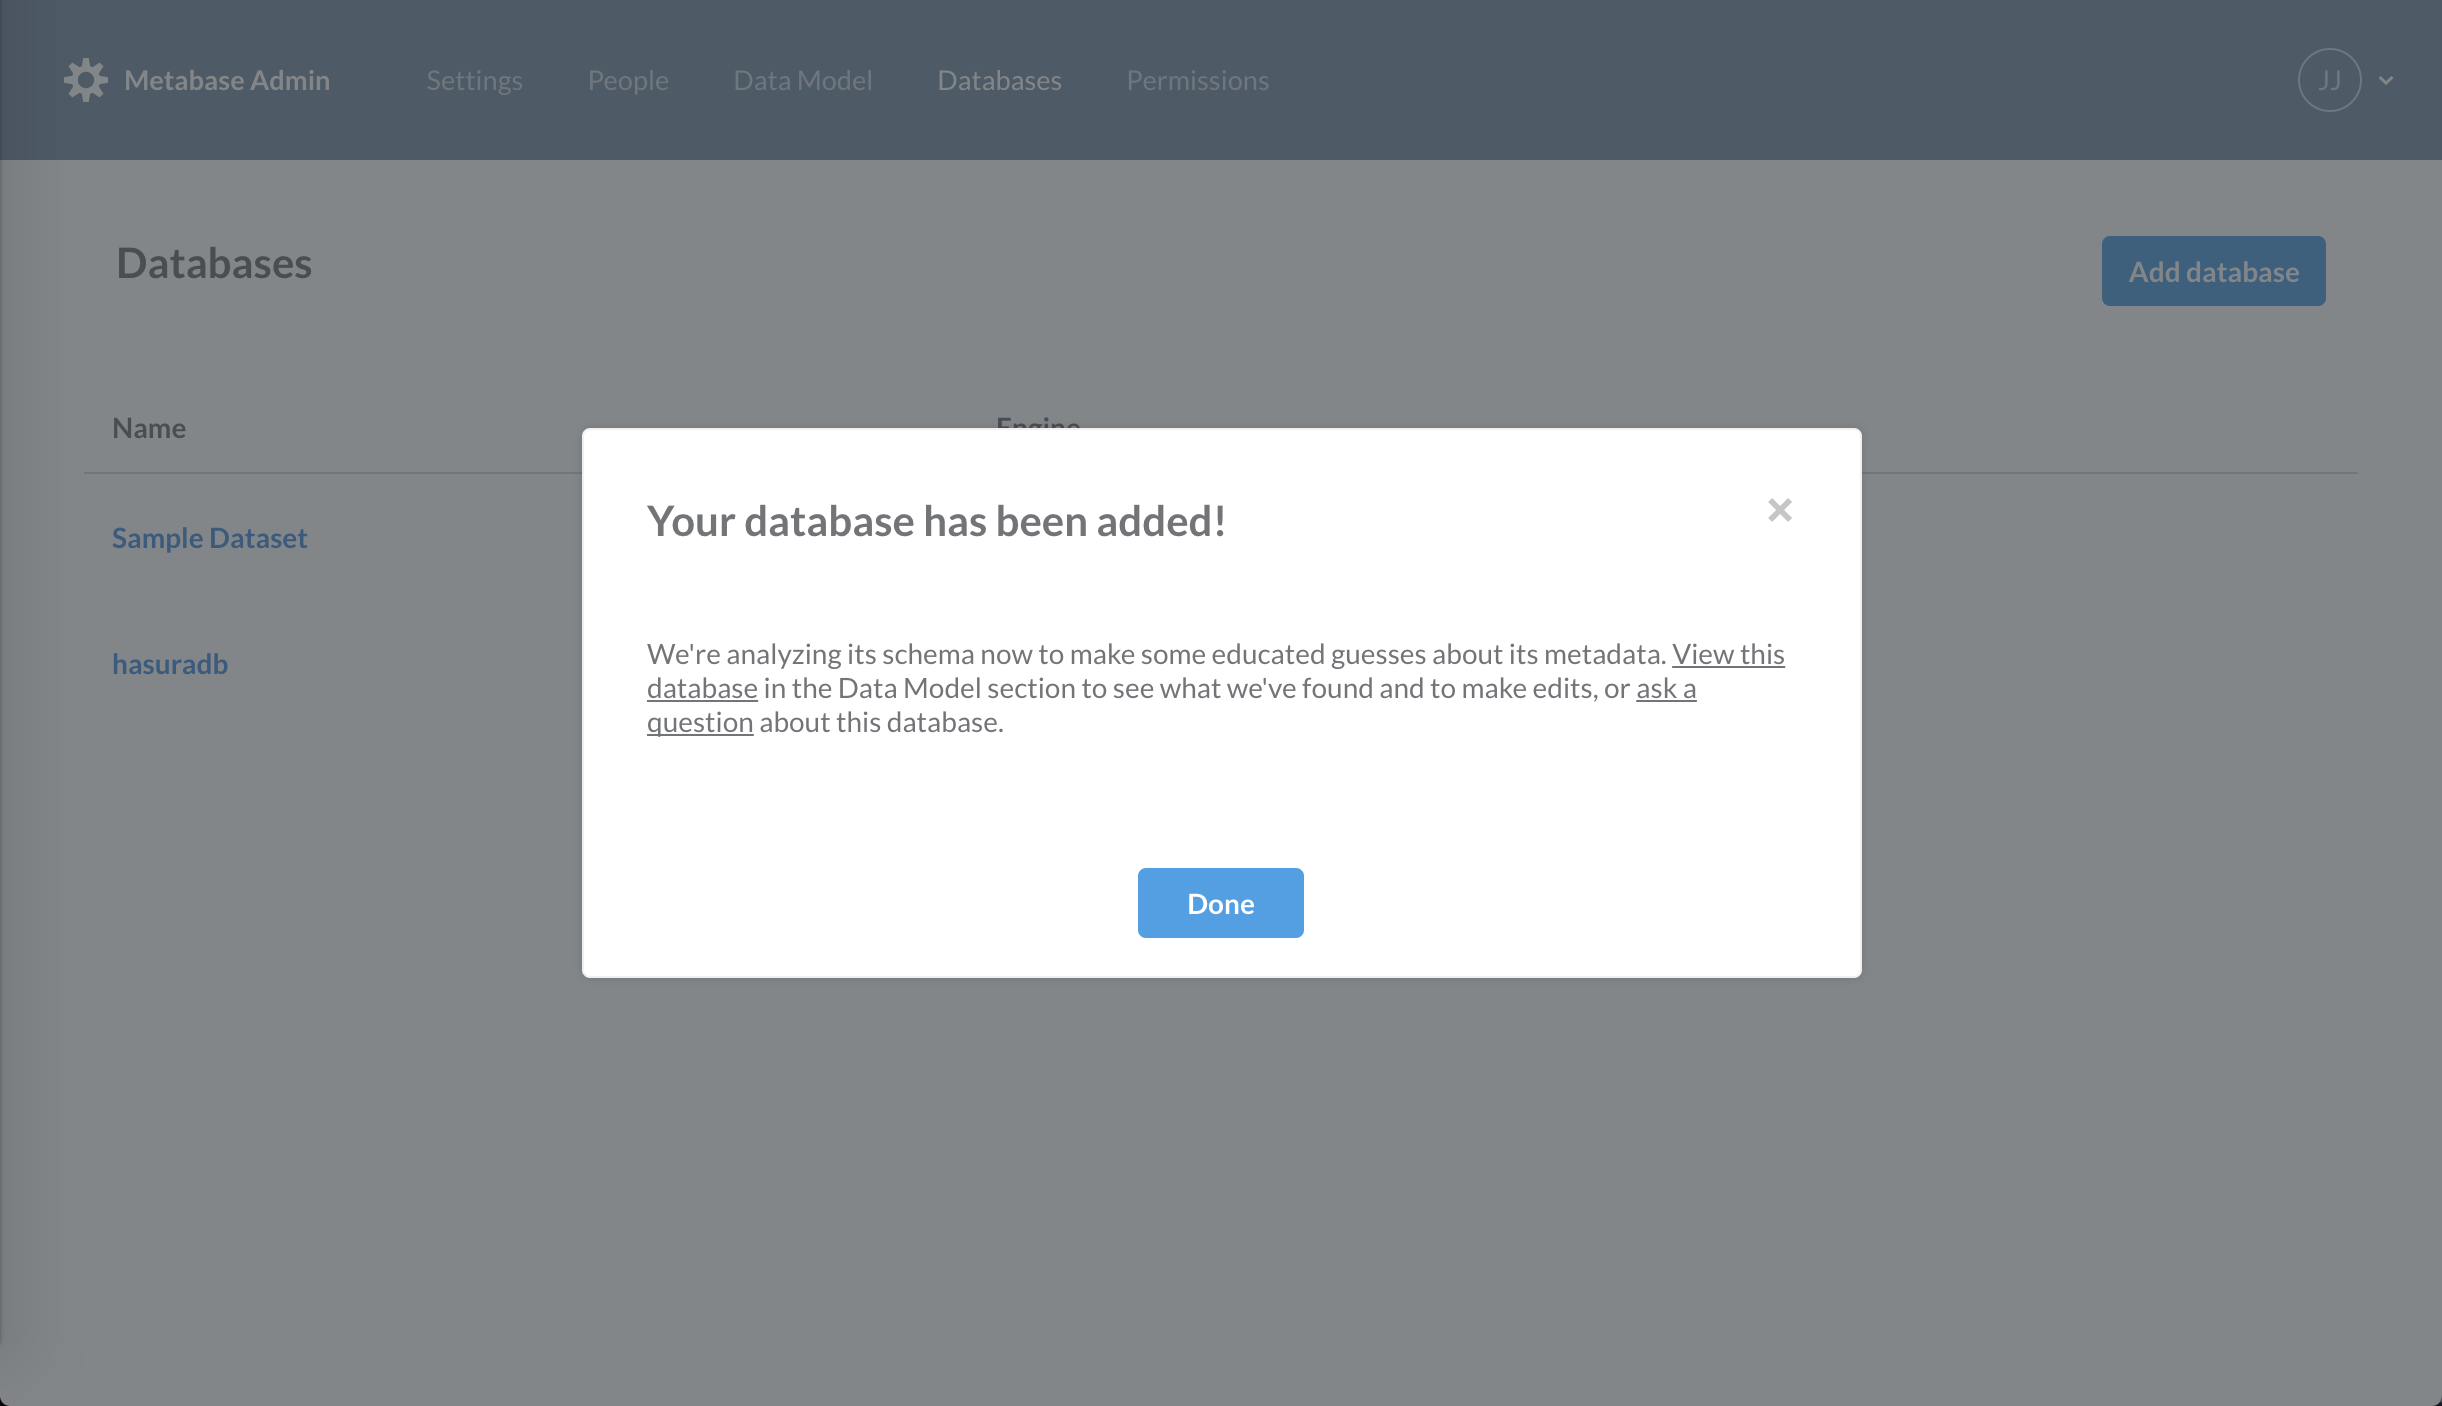 Metabase Admin
Settings
People
Data Model
Databases
Permissions
JJ
Databases
Add database
Name
Engine
Sample Dataset
hasuradb
Your database has been added!
We're analyzing its schema now to make some educated guesses about its metadata. View this
database in the Data Model section to see what we've found and to make edits, or ask a
question about this database.
Done